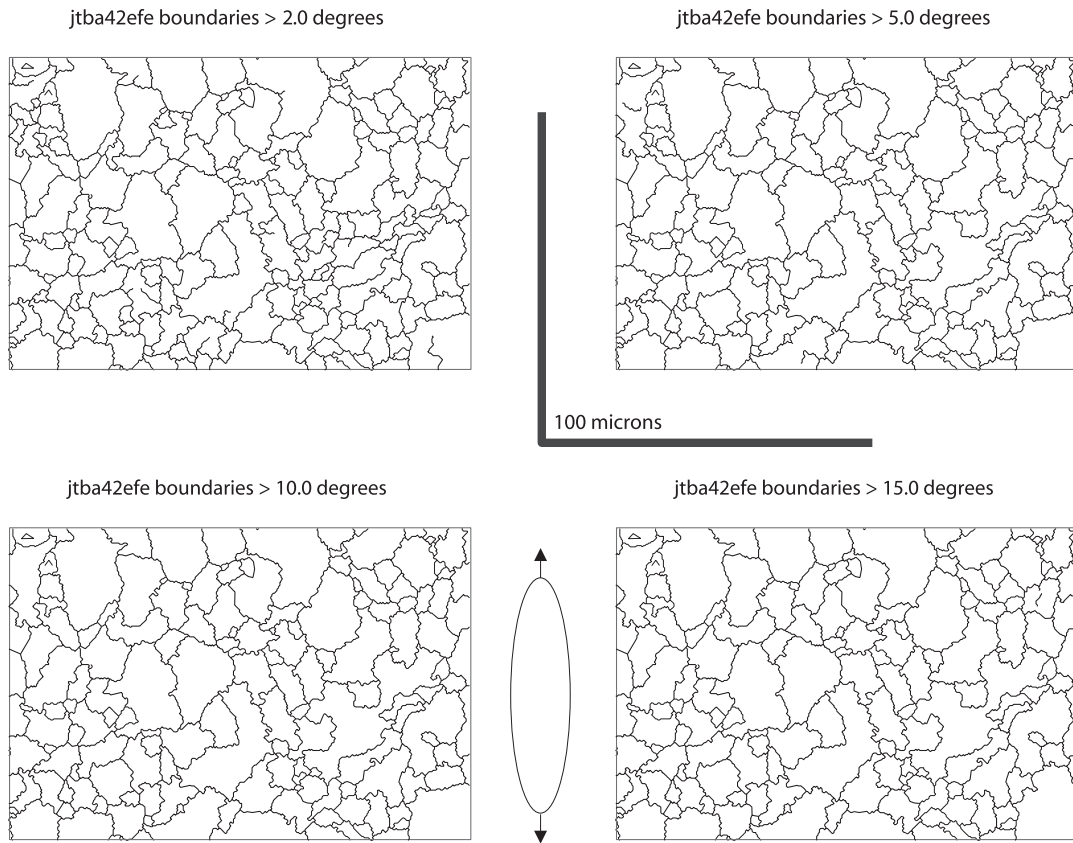 jtba42efe boundaries > 2.0 degrees
jtba42efe boundaries > 5.0 degrees
100 microns
jtba42efe boundaries > 10.0 degrees
jtba42efe boundaries > 15.0 degrees